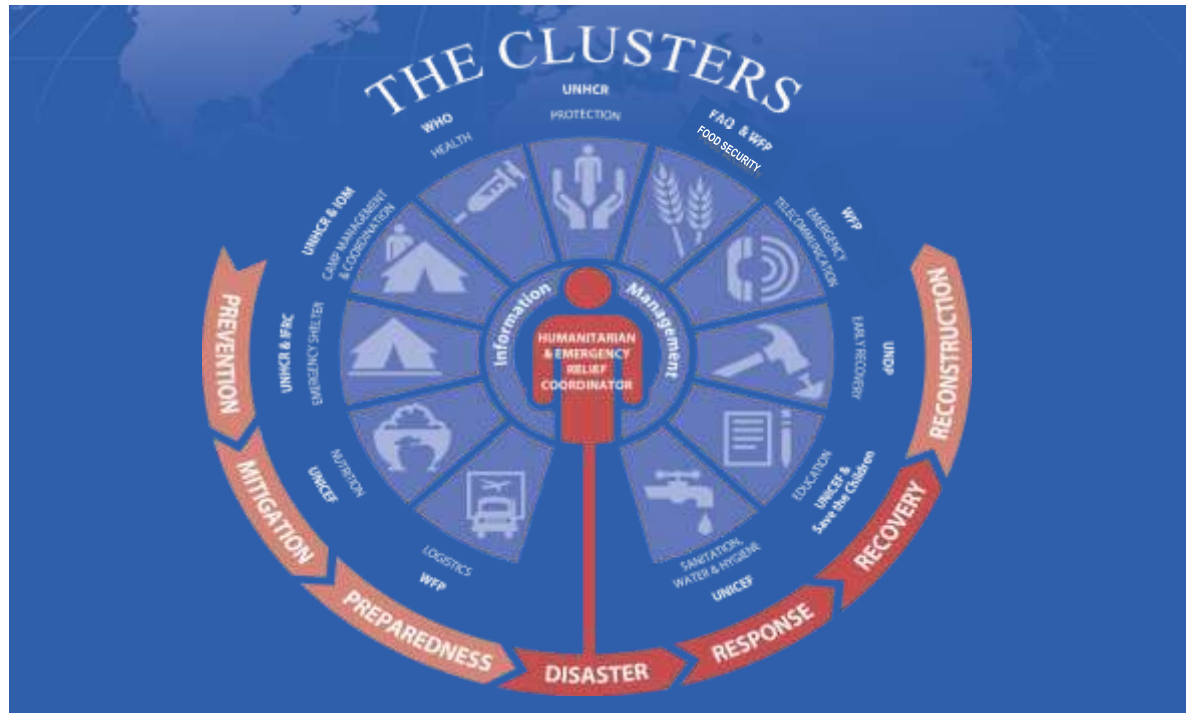 THE CLUSTERS
UNHCR
PROTECTION
FAQ & WFP
FOOD SECURITY
WFP
EMERGENCY
TELECOMMUNICATION
UNDP
EARLY RECOVERY
EDUCATION
UNICEF &
Save the Children
SANITATION,
WATER & HYGIENE
UNICEF
LOGISTICS
WFP
NUTRITION
UNICEF
UNHCR & IFRC
EMERGENCY SHELTER
UNHCR & IOM
CAMP MANAGEMENT
& COORDINATION
WHO
HEALTH
Information
Management
HUMANITARIAN
& EMERGENCY
RELIEF
COORDINATOR
PREVENTION
MITIGATION
PREPAREDNESS
DISASTER
RESPONSE
RECOVERY
RECONSTRUCTION